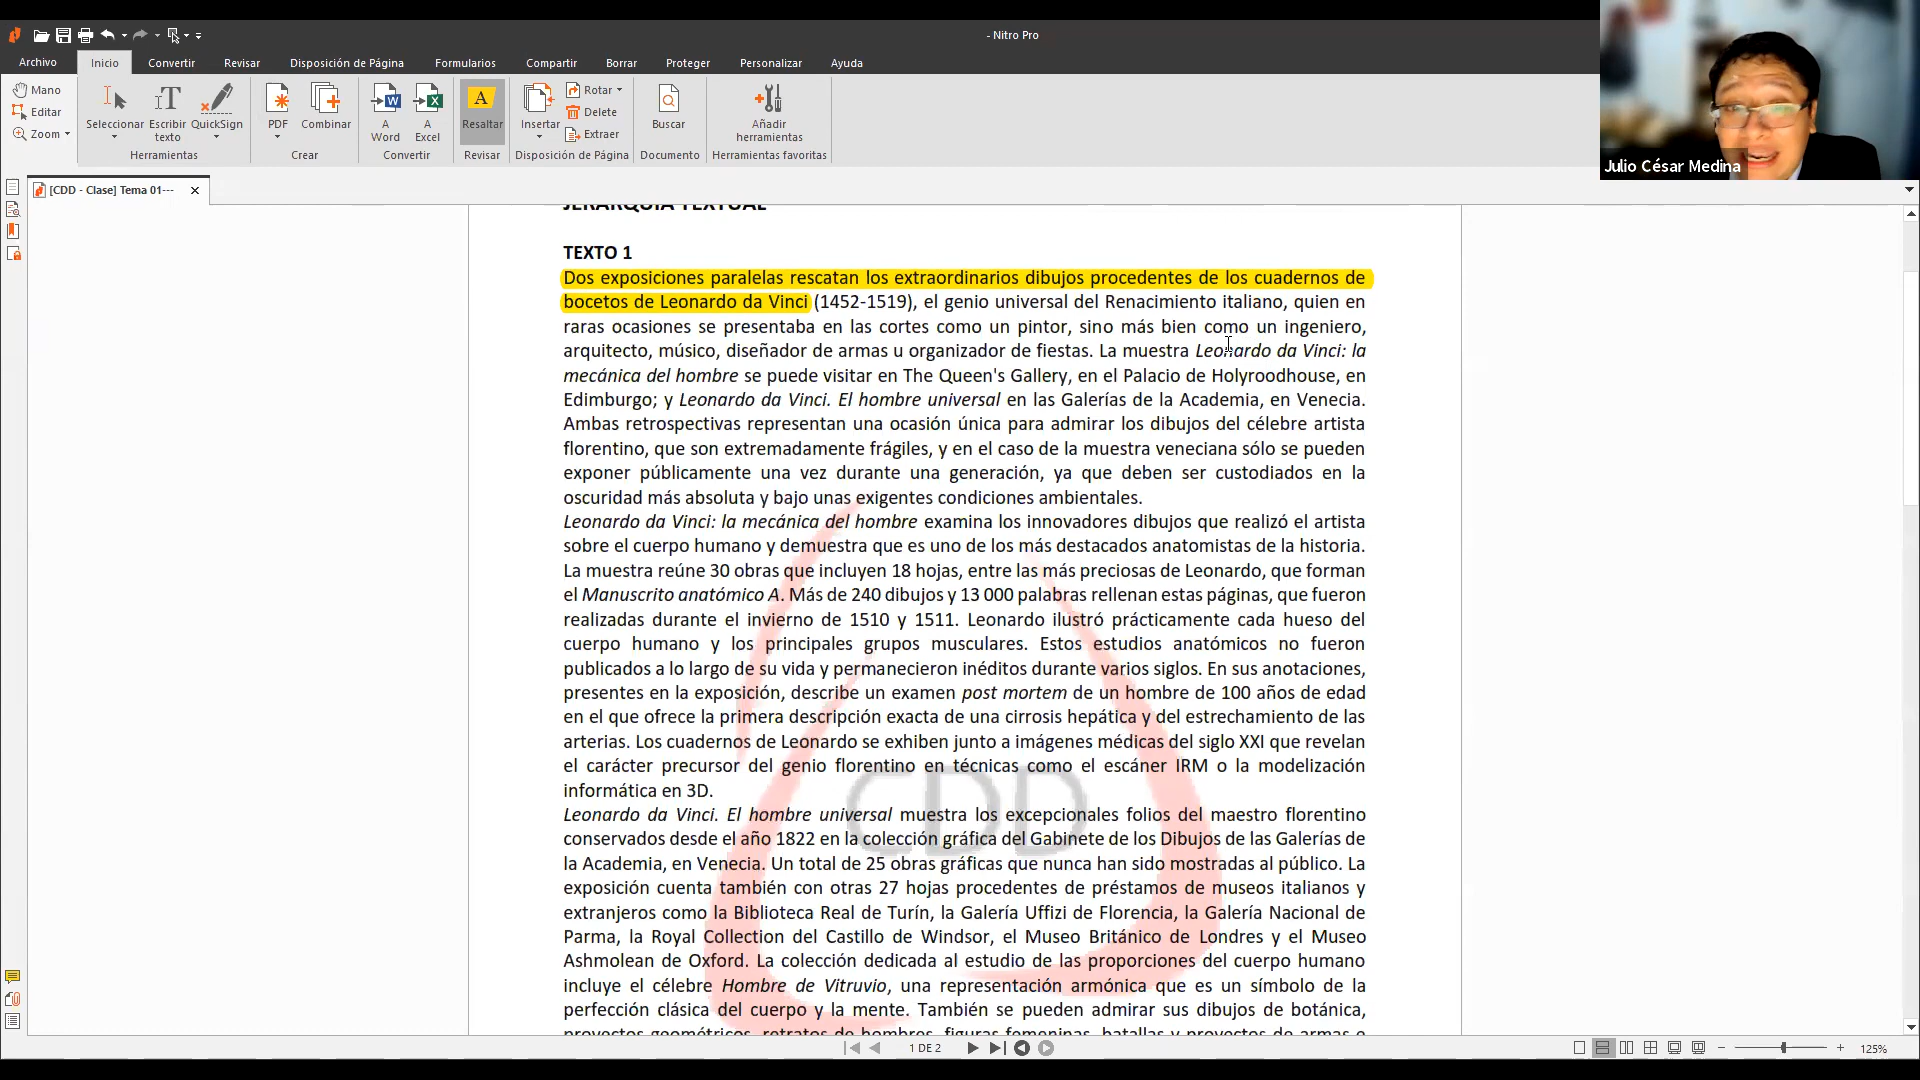 - Nitro Pro
Archivo Inicio Convertir Revisar Disposición de Página Formularios Compartir Borrar Proteger Personalizar Ayuda
Mano
Editar
Zoom
Seleccionar Escribir texto QuickSign
Herramientas
PDF Combinar
Crear
A Word A Excel
Convertir
Resaltar
Revisar
Insertar Rotar Delete Extraer
Disposición de Página
Buscar
Documento
Añadir herramientas
Herramientas favoritas
Julio César Medina
[CDD - Clase] Tema 01---
JERARQUÍA TEXTUAL
TEXTO 1
Dos exposiciones paralelas rescatan los extraordinarios dibujos procedentes de los cuadernos de
bocetos de Leonardo da Vinci (1452-1519), el genio universal del Renacimiento italiano, quien en
raras ocasiones se presentaba en las cortes como un pintor, sino más bien como un ingeniero,
arquitecto, músico, diseñador de armas u organizador de fiestas. La muestra Leonardo da Vinci: la
mecánica del hombre se puede visitar en The Queen's Gallery, en el Palacio de Holyroodhouse, en
Edimburgo; y Leonardo da Vinci. El hombre universal en las Galerías de la Academia, en Venecia.
Ambas retrospectivas representan una ocasión única para admirar los dibujos del célebre artista
florentino, que son extremadamente frágiles, y en el caso de la muestra veneciana sólo se pueden
exponer públicamente una vez durante una generación, ya que deben ser custodiados en la
oscuridad más absoluta y bajo unas exigentes condiciones ambientales.
Leonardo da Vinci: la mecánica del hombre examina los innovadores dibujos que realizó el artista
sobre el cuerpo humano y demuestra que es uno de los más destacados anatomistas de la historia.
La muestra reúne 30 obras que incluyen 18 hojas, entre las más preciosas de Leonardo, que forman
el Manuscrito anatómico A. Más de 240 dibujos y 13 000 palabras rellenan estas páginas, que fueron
realizadas durante el invierno de 1510 y 1511. Leonardo ilustró prácticamente cada hueso del
cuerpo humano y los principales grupos musculares. Estos estudios anatómicos no fueron
publicados a lo largo de su vida y permanecieron inéditos durante varios siglos. En sus anotaciones,
presentes en la exposición, describe un examen post mortem de un hombre de 100 años de edad
en el que ofrece la primera descripción exacta de una cirrosis hepática y del estrechamiento de las
arterias. Los cuadernos de Leonardo se exhiben junto a imágenes médicas del siglo XXI que revelan
el carácter precursor del genio florentino en técnicas como el escáner IRM o la modelización
informática en 3D.
Leonardo da Vinci. El hombre universal muestra los excepcionales folios del maestro florentino
conservados desde el año 1822 en la colección gráfica del Gabinete de los Dibujos de las Galerías de
la Academia, en Venecia. Un total de 25 obras gráficas que nunca han sido mostradas al público. La
exposición cuenta también con otras 27 hojas procedentes de préstamos de museos italianos y
extranjeros como la Biblioteca Real de Turín, la Galería Uffizi de Florencia, la Galería Nacional de
Parma, la Royal Collection del Castillo de Windsor, el Museo Británico de Londres y el Museo
Ashmolean de Oxford. La colección dedicada al estudio de las proporciones del cuerpo humano
incluye el célebre Hombre de Vitruvio, una representación armónica que es un símbolo de la
perfección clásica del cuerpo y la mente. También se pueden admirar sus dibujos de botánica,
proyectos geométricos, retratos de hombres, figuras femeninas, batallas y proyectos de armas e
CDD
1 DE 2
125%